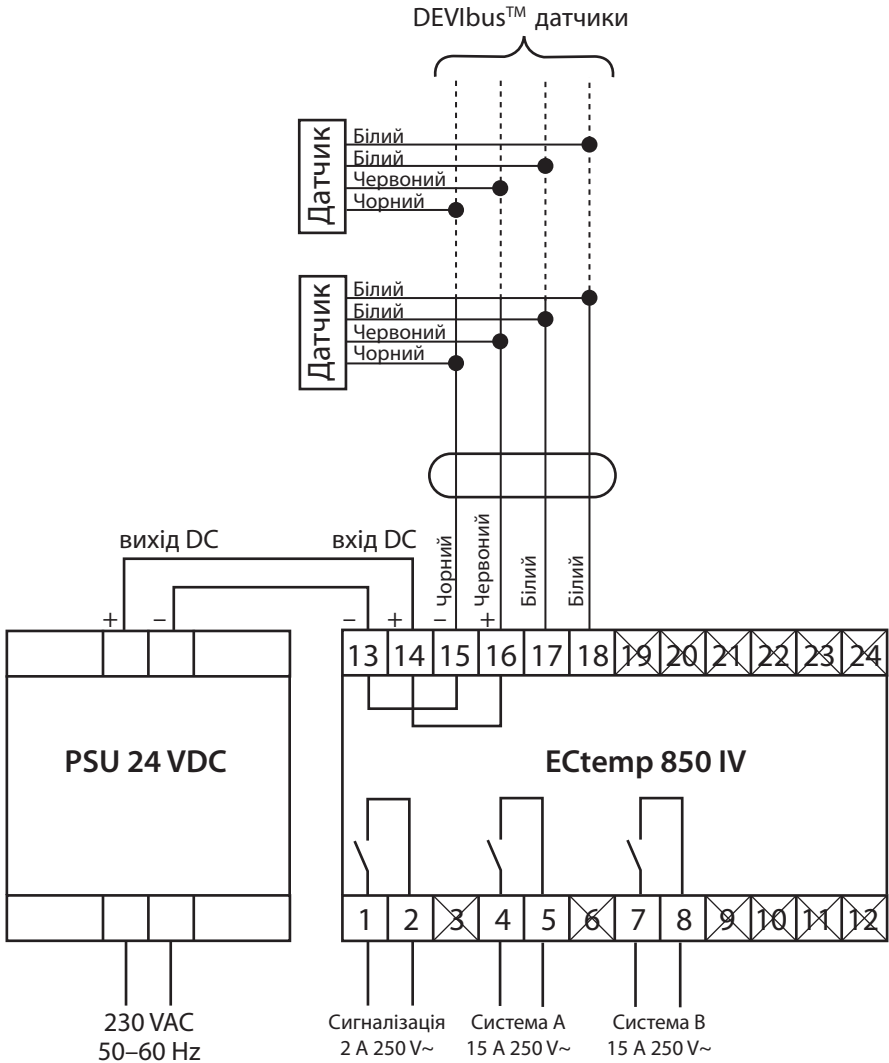 DEVIbus™ датчики
Датчик
Білий
Білий
Червоний
Чорний
Датчик
Білий
Білий
Червоний
Чорний
вихід DC
вхід DC
Чорний
Червоний
Білий
Білий
+ – – + – +
13 14 15 16 17 18 19 20 21 22 23 24
PSU 24 VDC
ECtemp 850 IV
1 2 3 4 5 6 7 8 9 10 11 12
230 VAC
50–60 Hz
Сигналізація
2 A 250 V~
Система A
15 A 250 V~
Система B
15 A 250 V~